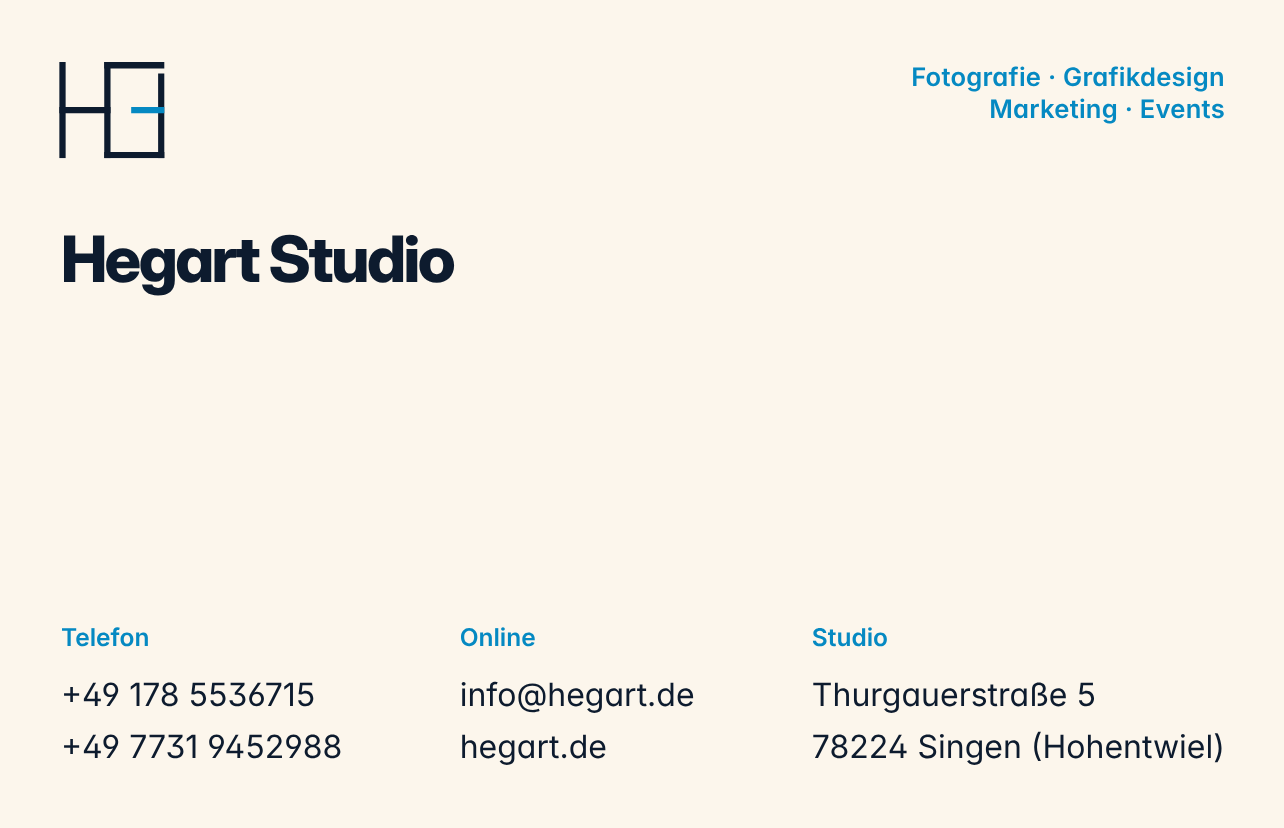 HG
Fotografie · Grafikdesign
Marketing · Events
Hegart Studio
Telefon
+49 178 5536715
+49 7731 9452988
Online
info@hegart.de
hegart.de
Studio
Thurgauerstraße 5
78224 Singen (Hohentwiel)